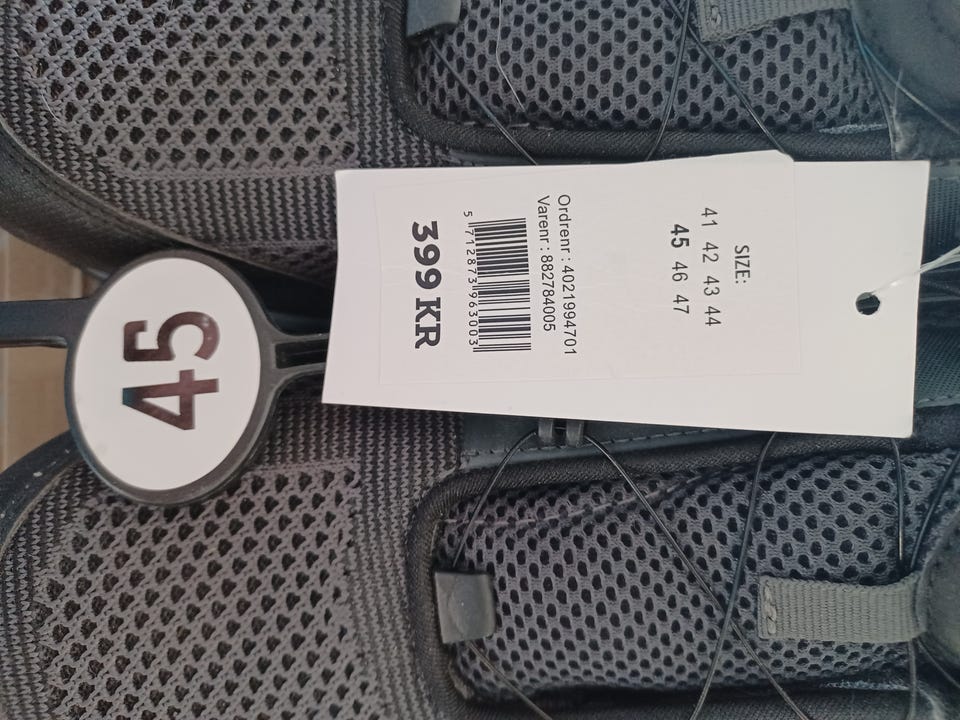 SIZE:
41 42 43 44
45 46 47
Ordrenr : 4021994701
Varenr : 882784005
5 712873 963003
399 KR
45